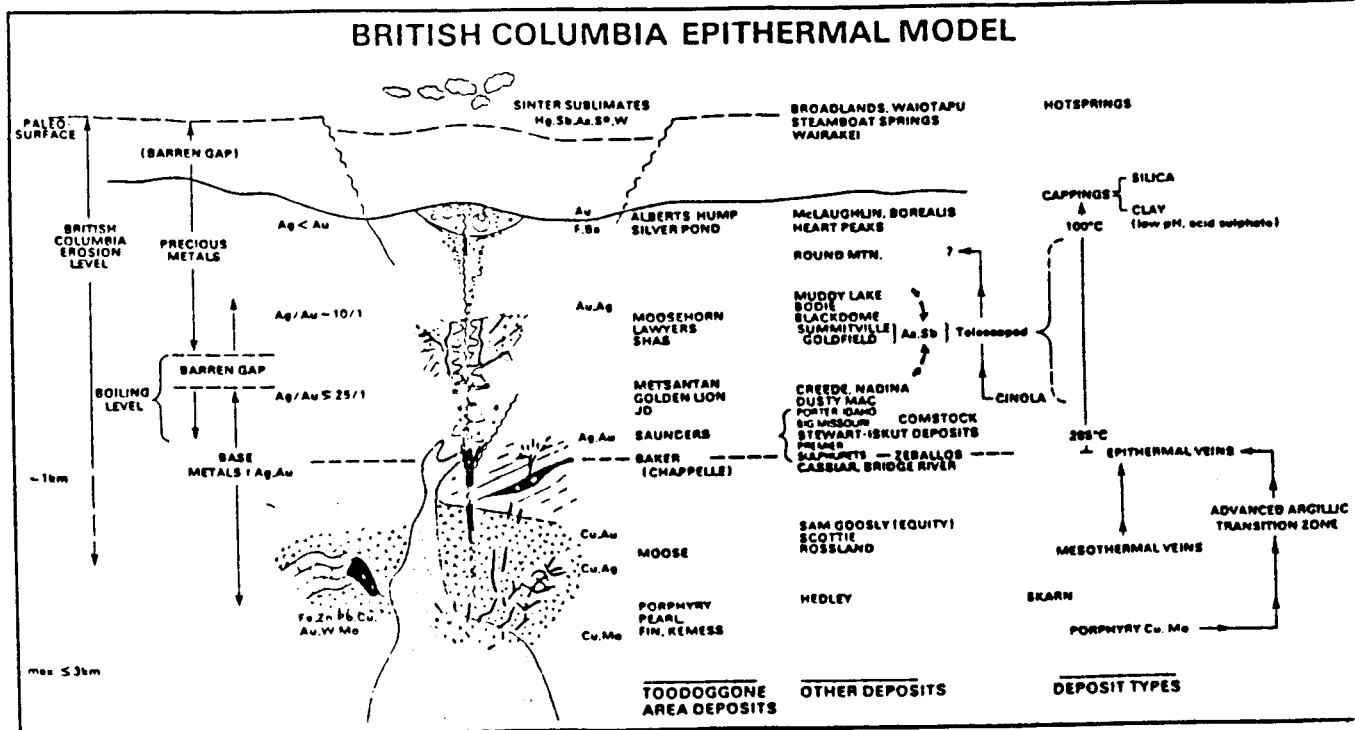 BRITISH COLUMBIA EPITHERMAL MODEL
PALEO-
SURFACE
(BARREN GAP)
SINTER SUBLIMATES
Hg,Sb,As,Se,W
BROADLANDS, WAIOTAPU
STEAMBOAT SPRINGS
WAIRAKEI
HOTSPRINGS
BRITISH
COLUMBIA
EROSION
LEVEL
PRECIOUS
METALS
Ag < Au
Au
F, Ba
ALBERTS HUMP
SILVER POND
McLAUGHLIN, BOREALIS
HEART PEAKS
CAPPINGS
SILICA
CLAY
(low pH, acid sulphate)
100°C
ROUND MTN.
?
Ag/Au ~ 10/1
Au,Ag
MOOSEHORN
LAWYERS
SHAS
MUDDY LAKE
BODIE
BLACKDOME
SUMMITVILLE
GOLDFIELD
As,Sb
Telescoped
BARREN GAP
BOILING
LEVEL
Ag/Au ≤ 25/1
METSANTAN
GOLDEN LION
JD
CREEDE, NADINA
DUSTY MAC
PORTER IDAHO
BIG MISSOURI
COMSTOCK
CINOLA
Ag,Au
SAUNDERS
STEWART-ISKUT DEPOSITS
PREMIER
285°C
BASE
METALS ± Ag,Au
BAKER
(CHAPPELLE)
SULPHURETS — ZEBALLOS
CASSIAR, BRIDGE RIVER
EPITHERMAL VEINS
~1km
ADVANCED ARGILLIC
TRANSITION ZONE
Cu,Au
MOOSE
SAM GOOSLY (EQUITY)
SCOTTIE
ROSSLAND
MESOTHERMAL VEINS
Cu,Ag
Fe,Zn,Pb,Cu,
Au,W,Mo
Cu,Mo
PORPHYRY
PEARL
FIN, KEMESS
HEDLEY
SKARN
PORPHYRY Cu, Mo
max ≤ 3km
TOODOGGONE
AREA DEPOSITS
OTHER DEPOSITS
DEPOSIT TYPES